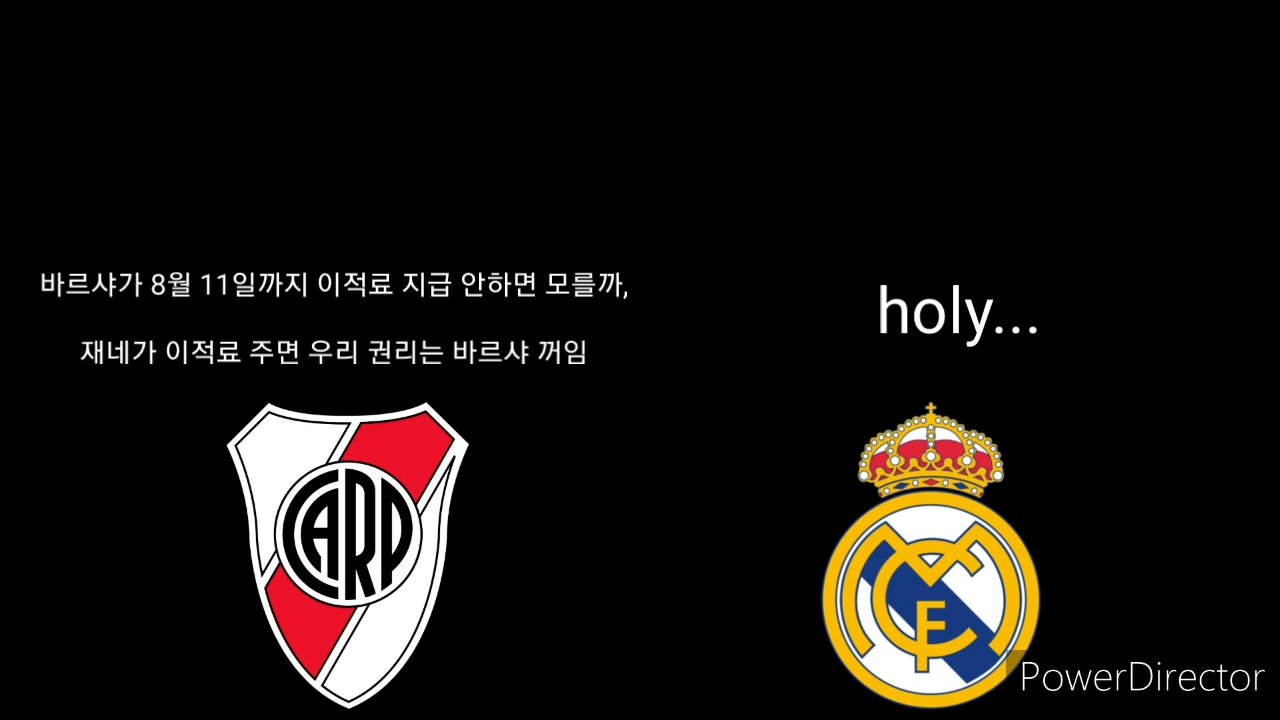 바르샤가 8월 11일까지 이적료 지급 안하면 모를까,
재네가 이적료 주면 우리 권리는 바르샤 꺼임
holy...
CARP
MCF
PowerDirector